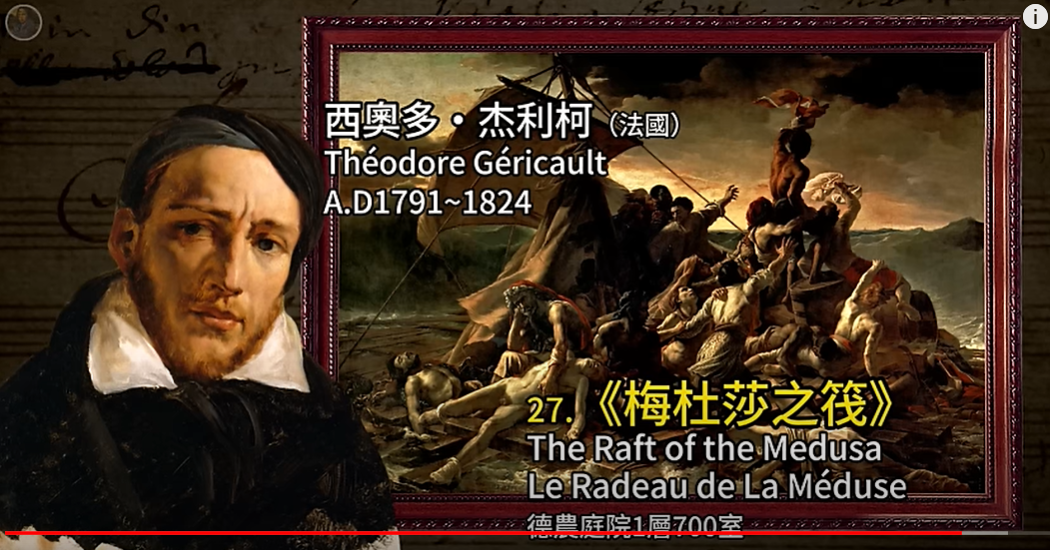 西奧多・杰利柯（法國）
Théodore Géricault
A.D1791~1824
27.《梅杜莎之筏》
The Raft of the Medusa
Le Radeau de La Méduse
德農庭院1層700室